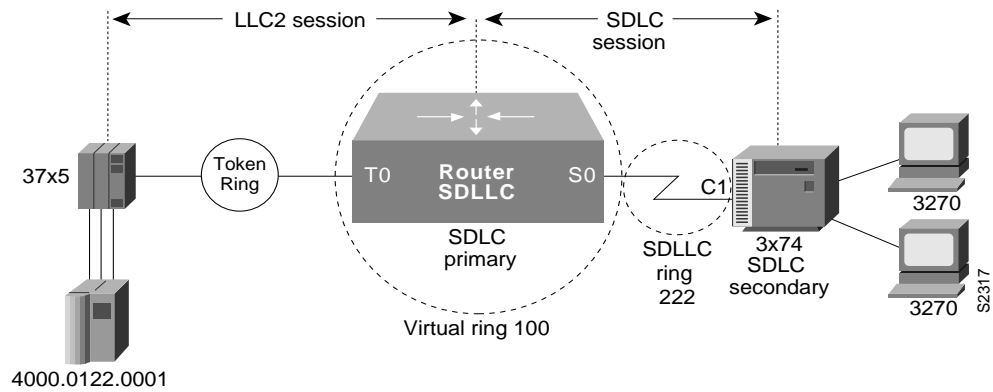 LLC2 session
SDLC
session
37x5
Token
Ring
T0
Router
SDLLC
S0
C1
3270
SDLC
primary
SDLLC
ring
222
3x74
SDLC
secondary
3270
Virtual ring 100
4000.0122.0001
S2317